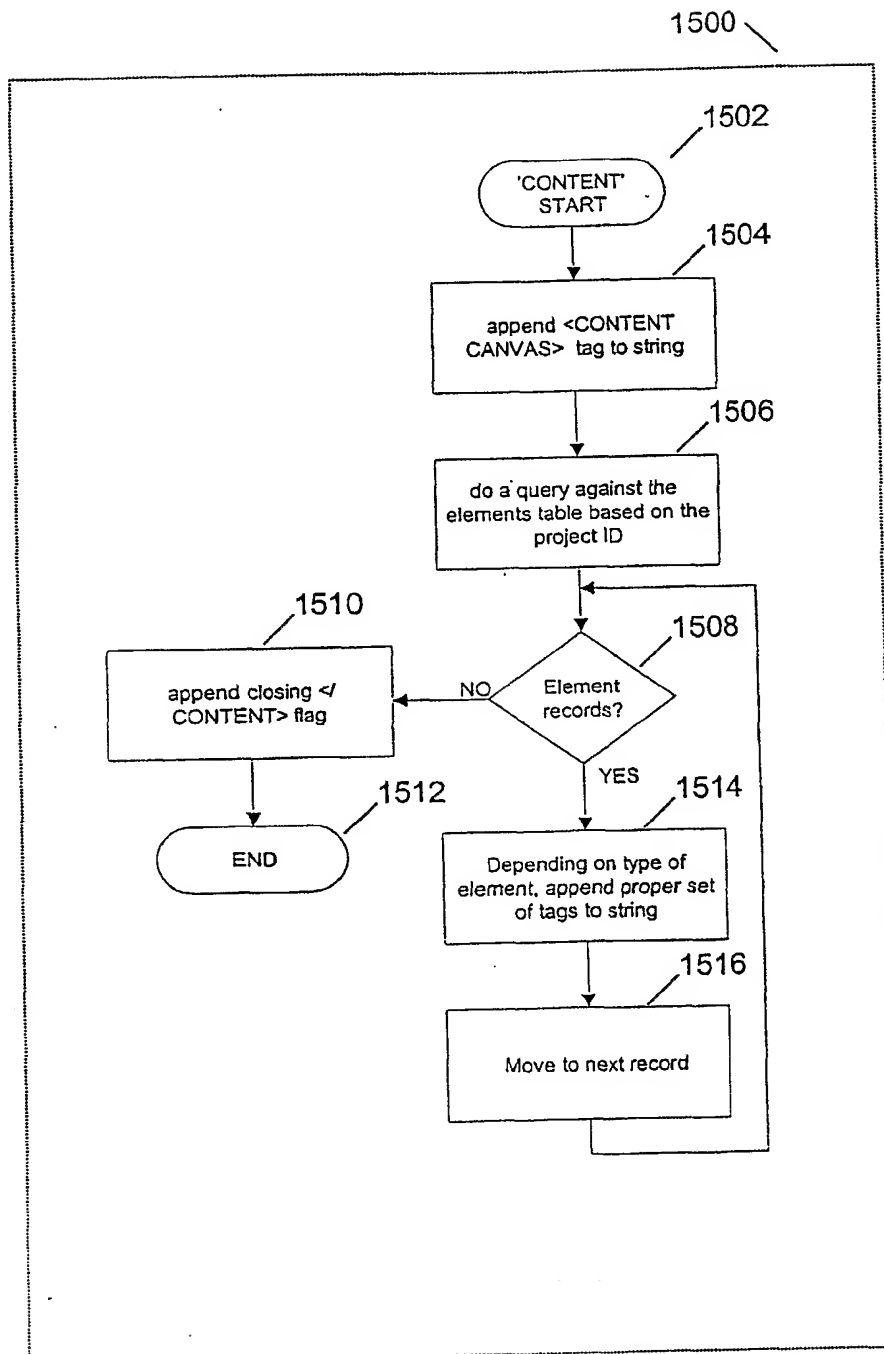 1500
1502
'CONTENT'
START
1504
append <CONTENT
CANVAS> tag to string
1506
do a query against the
elements table based on the
project ID
1510
append closing </
CONTENT> flag
1508
NO
Element
records?
YES
1512
END
1514
Depending on type of
element, append proper set
of tags to string
1516
Move to next record